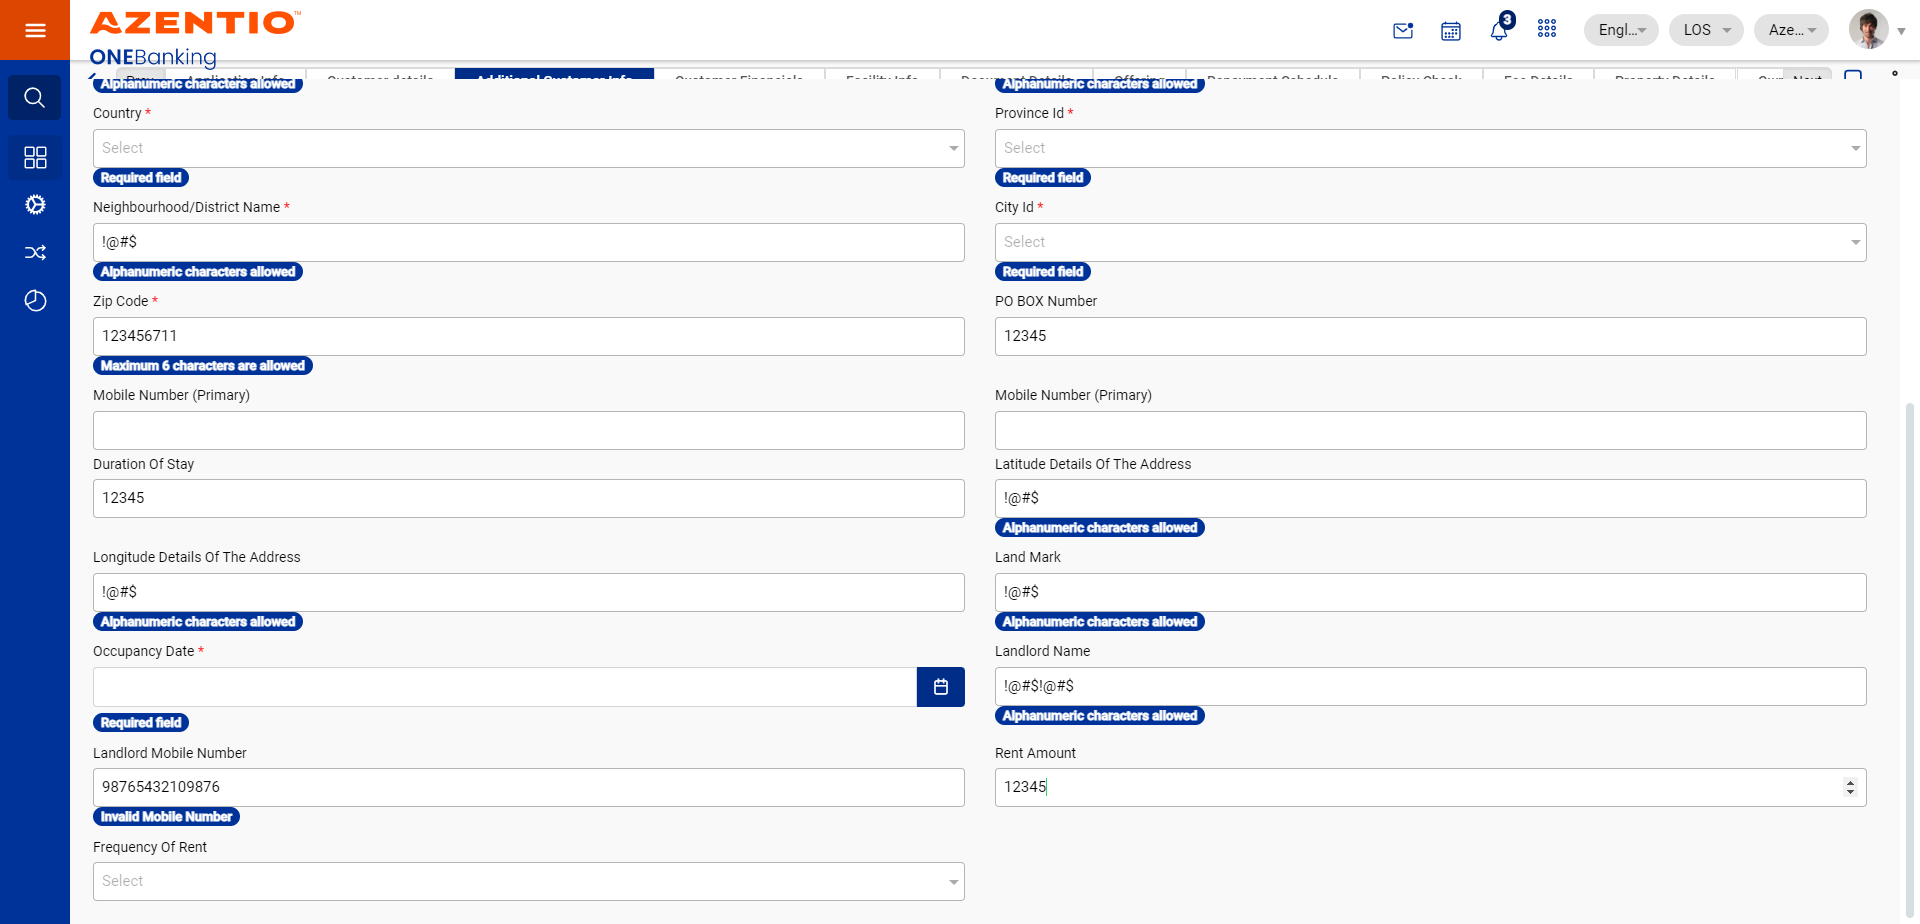 AZENTIO™
ONEBanking
3
Engl...
LOS
Aze...
Prev
Application Info
Customer details
Additional Customer Info
Customer Financials
Facility Info
Document Details
Offering
Repayment Schedule
Policy Check
Fee Details
Property Details
Next
Alphanumeric characters allowed
Alphanumeric characters allowed
Country *
Province Id *
Select
Select
Required field
Required field
Neighbourhood/District Name *
City Id *
!@#$
Select
Alphanumeric characters allowed
Required field
Zip Code *
PO BOX Number
123456711
12345
Maximum 6 characters are allowed
Mobile Number (Primary)
Mobile Number (Primary)
Duration Of Stay
Latitude Details Of The Address
12345
!@#$
Alphanumeric characters allowed
Longitude Details Of The Address
Land Mark
!@#$
!@#$
Alphanumeric characters allowed
Alphanumeric characters allowed
Occupancy Date *
Landlord Name
!@#$!@#$
Required field
Alphanumeric characters allowed
Landlord Mobile Number
Rent Amount
98765432109876
12345
Invalid Mobile Number
Frequency Of Rent
Select